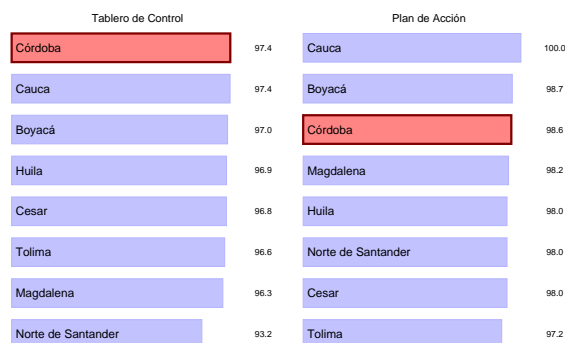 Tablero de Control
Córdoba 97.4
Cauca 97.4
Boyacá 97.0
Huila 96.9
Cesar 96.8
Tolima 96.6
Magdalena 96.3
Norte de Santander 93.2
Plan de Acción
Cauca 100.0
Boyacá 98.7
Córdoba 98.6
Magdalena 98.2
Huila 98.0
Norte de Santander 98.0
Cesar 98.0
Tolima 97.2